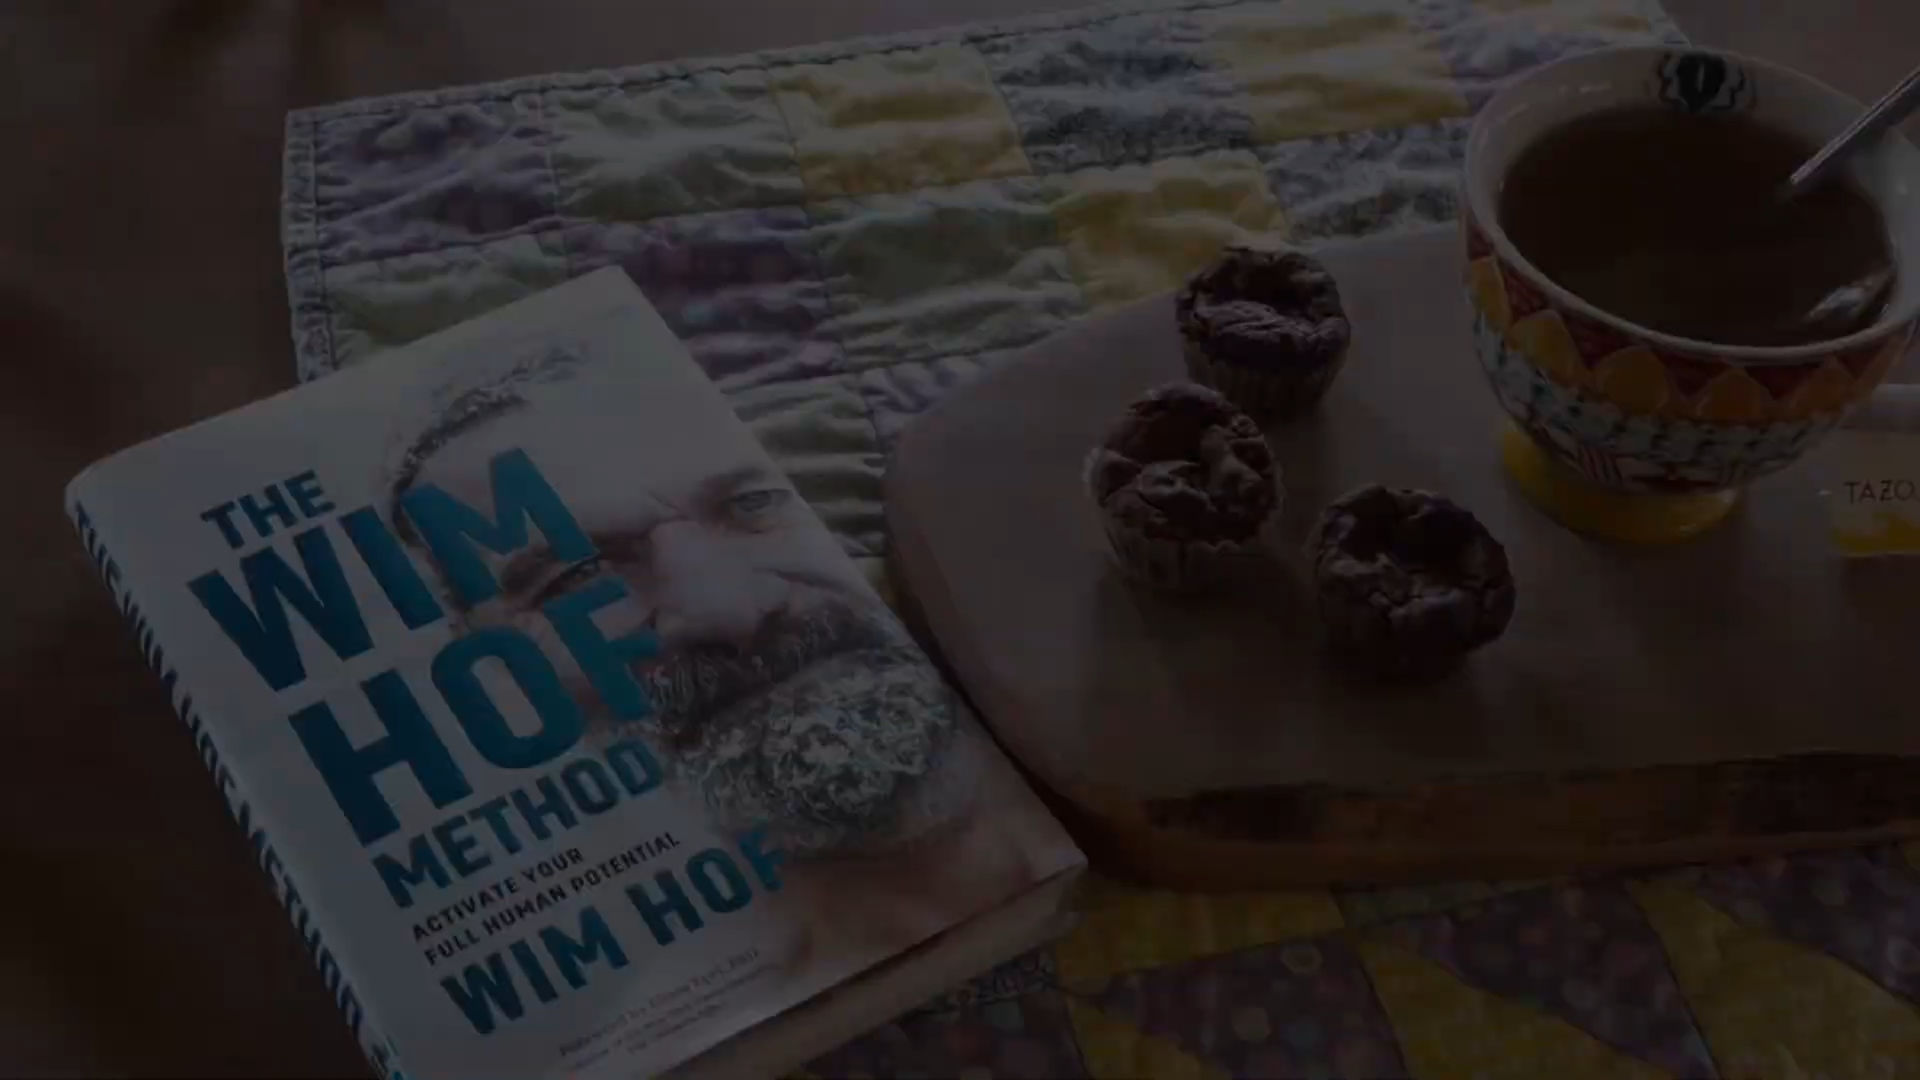 THE
WIM
HOF
METHOD
ACTIVATE YOUR
FULL HUMAN POTENTIAL
WIM HOF
THE WIM HOF METHOD
TAZO